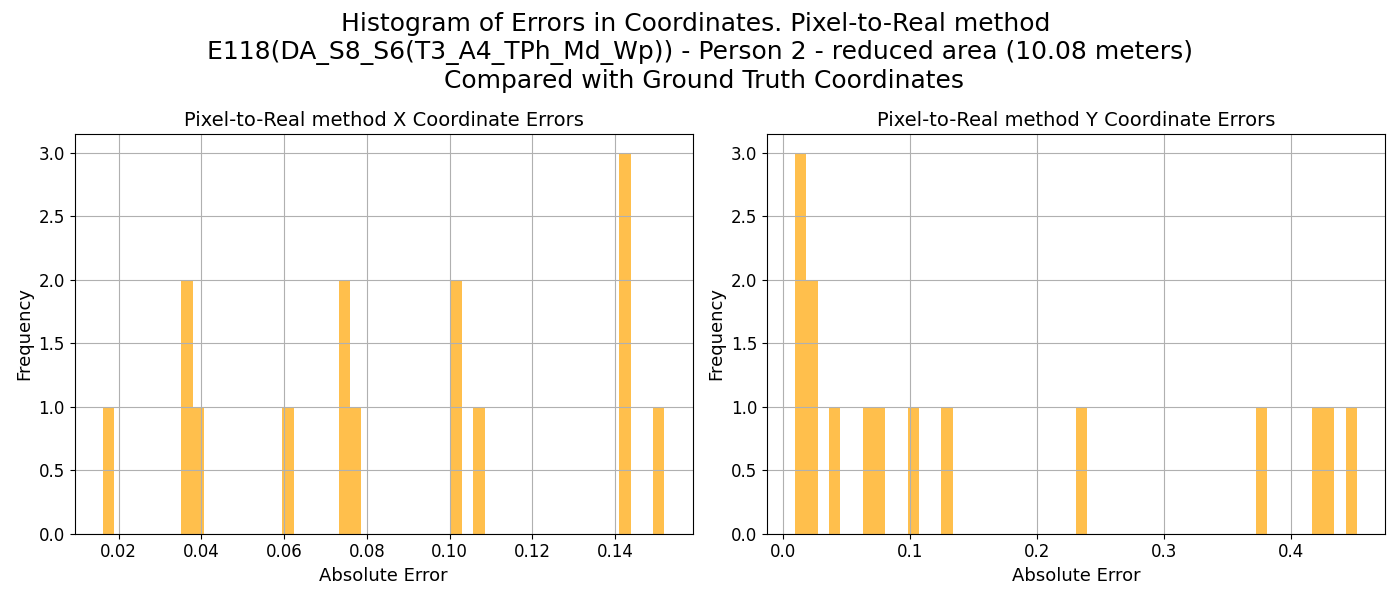 Histogram of Errors in Coordinates. Pixel-to-Real method
E118(DA_S8_S6(T3_A4_TPh_Md_Wp)) - Person 2 - reduced area (10.08 meters)
Compared with Ground Truth Coordinates
Pixel-to-Real method X Coordinate Errors
3.0
2.5
2.0
1.5
1.0
0.5
0.0
Frequency
0.02 0.04 0.06 0.08 0.10 0.12 0.14
Absolute Error
Pixel-to-Real method Y Coordinate Errors
3.0
2.5
2.0
1.5
1.0
0.5
0.0
Frequency
0.0 0.1 0.2 0.3 0.4
Absolute Error